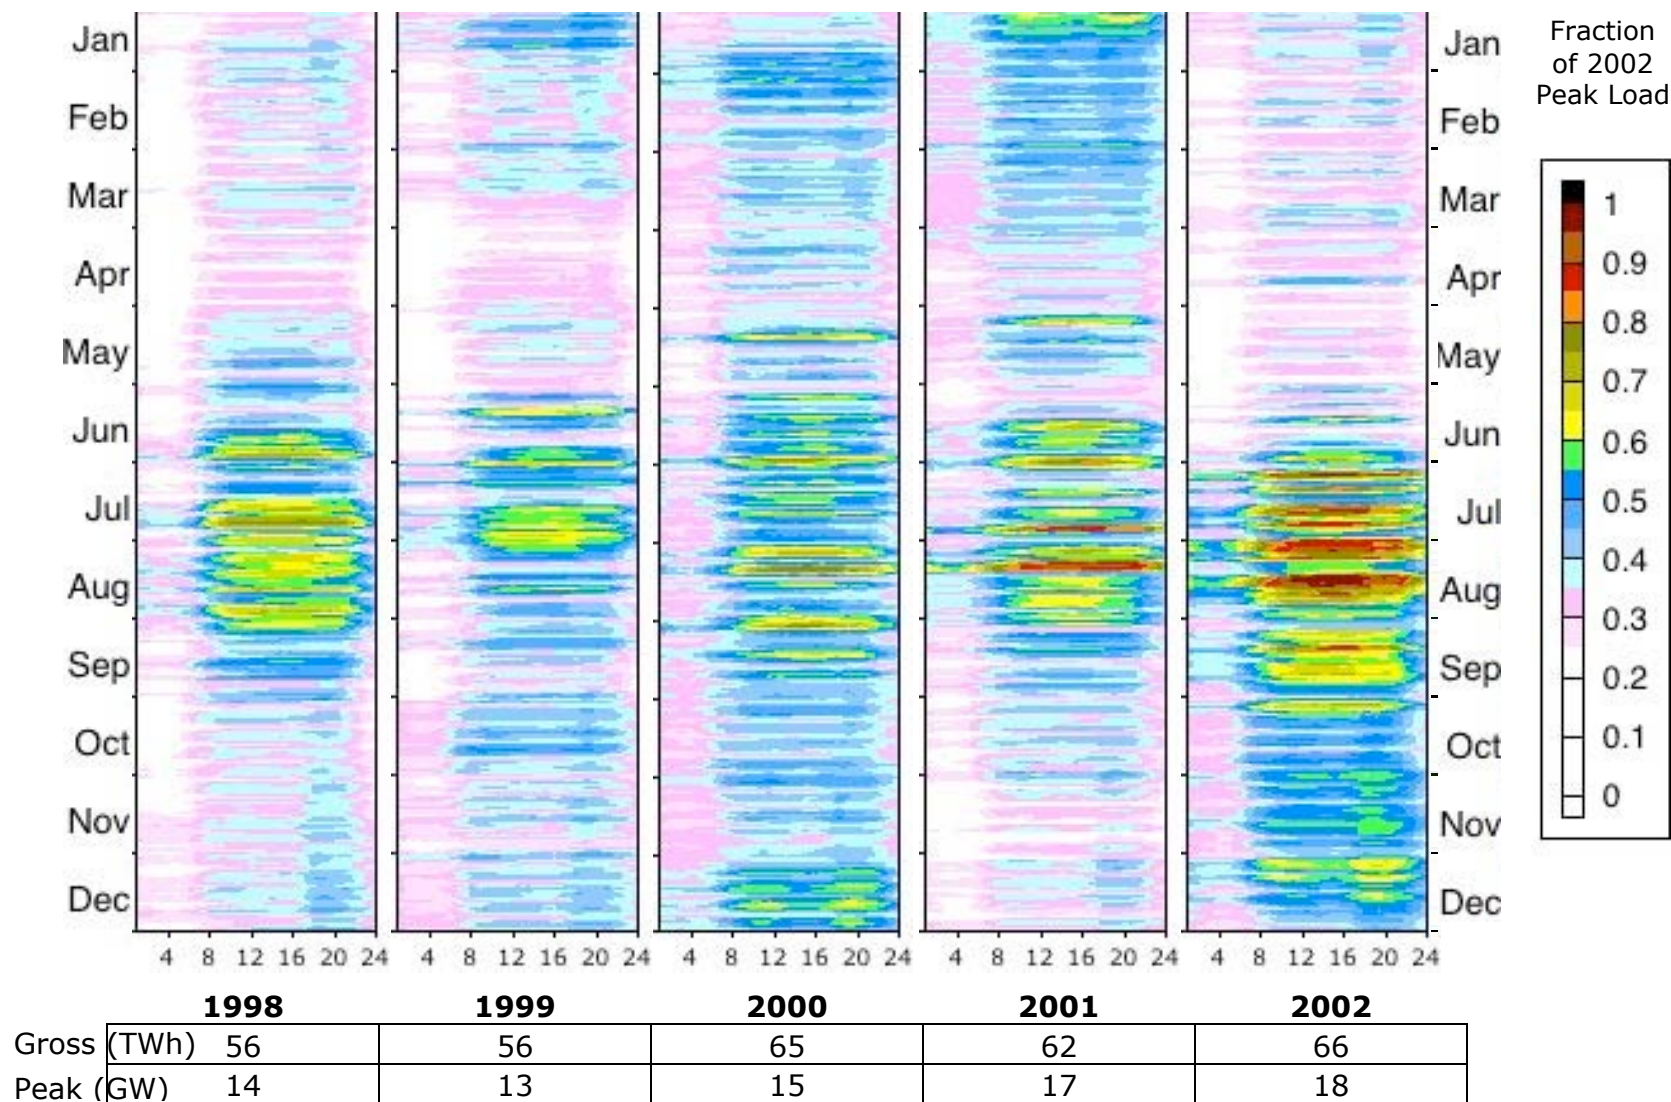 Fraction
of 2002
Peak Load
Jan
Feb
Mar
Apr
May
Jun
Jul
Aug
Sep
Oct
Nov
Dec
Jan
Feb
Mar
Apr
May
Jun
Jul
Aug
Sep
Oct
Nov
Dec
1
0.9
0.8
0.7
0.6
0.5
0.4
0.3
0.2
0.1
0
4 8 12 16 20 24 4 8 12 16 20 24 4 8 12 16 20 24 4 8 12 16 20 24 4 8 12 16 20 24
1998 1999 2000 2001 2002
Gross (TWh) 56 56 65 62 66
Peak (GW) 14 13 15 17 18